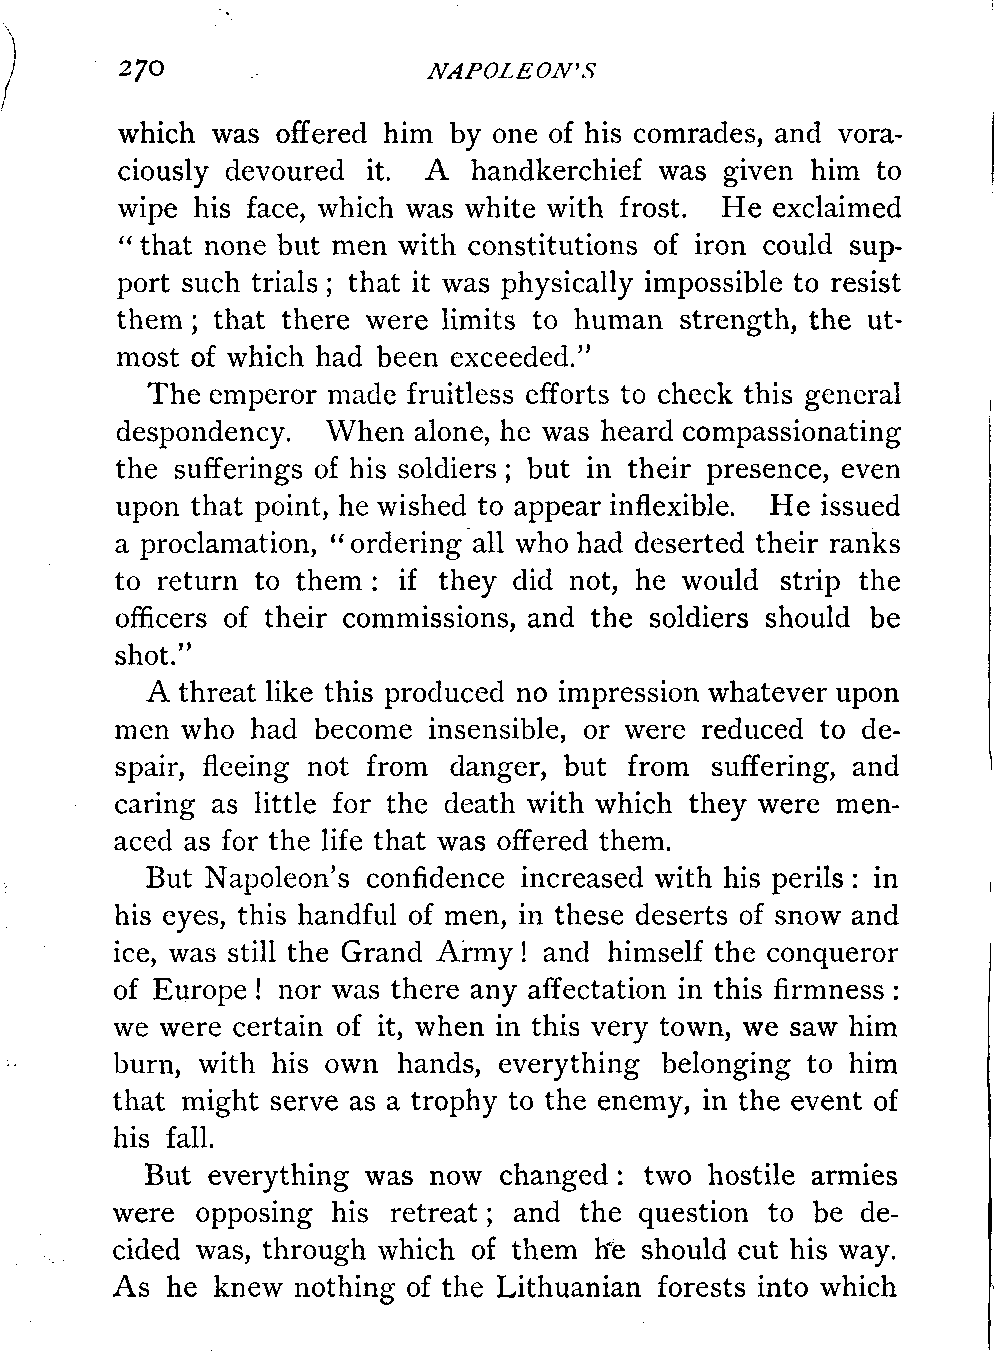 270 NAPOLEON'S
which was offered him by one of his comrades, and vora-
ciously devoured it. A handkerchief was given him to
wipe his face, which was white with frost. He exclaimed
"that none but men with constitutions of iron could sup-
port such trials; that it was physically impossible to resist
them; that there were limits to human strength, the ut-
most of which had been exceeded."
The emperor made fruitless efforts to check this general
despondency. When alone, he was heard compassionating
the sufferings of his soldiers; but in their presence, even
upon that point, he wished to appear inflexible. He issued
a proclamation, "ordering all who had deserted their ranks
to return to them: if they did not, he would strip the
officers of their commissions, and the soldiers should be
shot."
A threat like this produced no impression whatever upon
men who had become insensible, or were reduced to de-
spair, fleeing not from danger, but from suffering, and
caring as little for the death with which they were men-
aced as for the life that was offered them.
But Napoleon's confidence increased with his perils: in
his eyes, this handful of men, in these deserts of snow and
ice, was still the Grand Army! and himself the conqueror
of Europe! nor was there any affectation in this firmness:
we were certain of it, when in this very town, we saw him
burn, with his own hands, everything belonging to him
that might serve as a trophy to the enemy, in the event of
his fall.
But everything was now changed: two hostile armies
were opposing his retreat; and the question to be de-
cided was, through which of them he should cut his way.
As he knew nothing of the Lithuanian forests into which